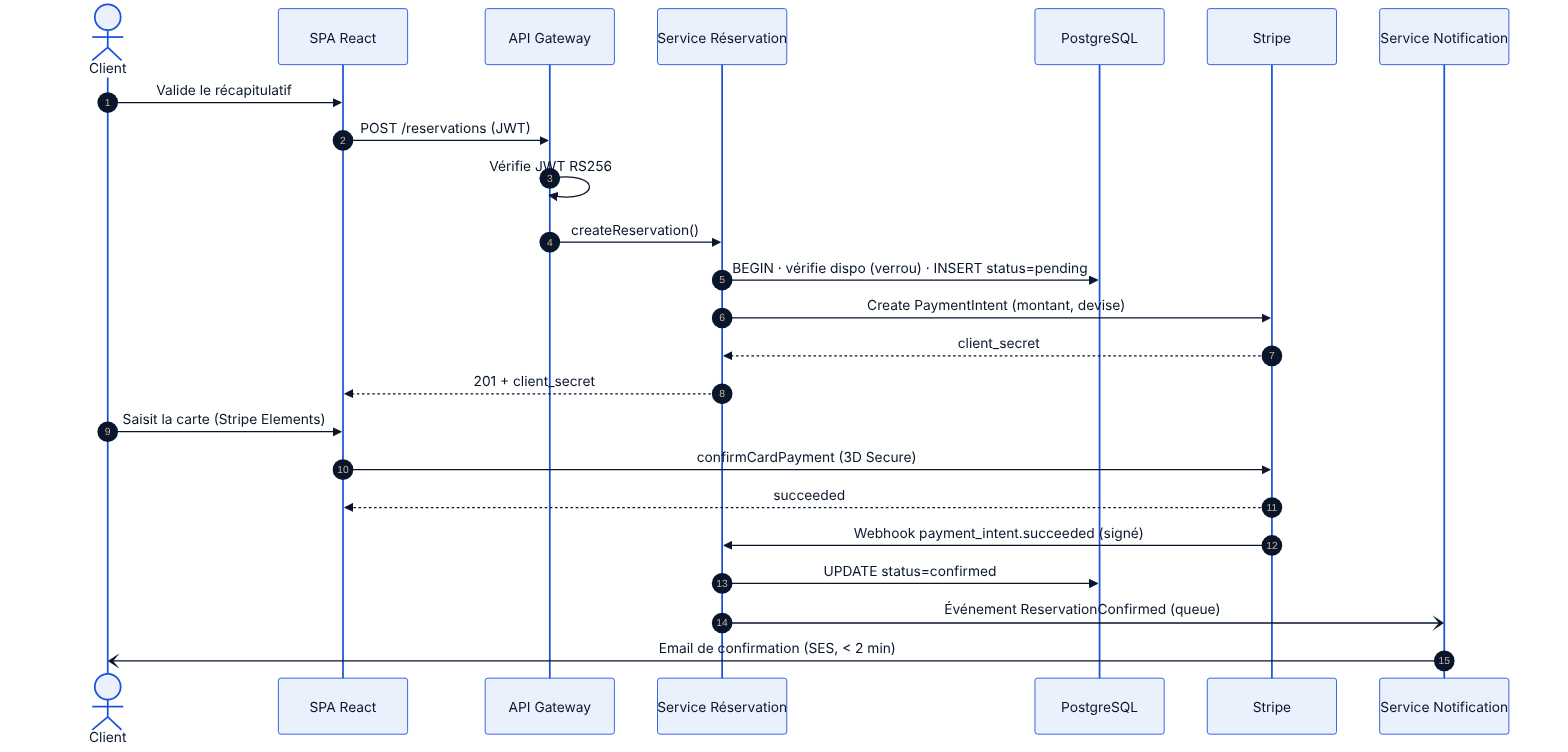 Client
SPA React
API Gateway
Service Réservation
PostgreSQL
Stripe
Service Notification
Valide le récapitulatif
1
POST /reservations (JWT)
2
Vérifie JWT RS256
3
createReservation()
4
BEGIN · vérifie dispo (verrou) · INSERT status=pending
5
Create PaymentIntent (montant, devise)
6
client_secret
7
201 + client_secret
8
Saisit la carte (Stripe Elements)
9
confirmCardPayment (3D Secure)
10
succeeded
11
Webhook payment_intent.succeeded (signé)
12
UPDATE status=confirmed
13
Événement ReservationConfirmed (queue)
14
Email de confirmation (SES, < 2 min)
15
Client
SPA React
API Gateway
Service Réservation
PostgreSQL
Stripe
Service Notification